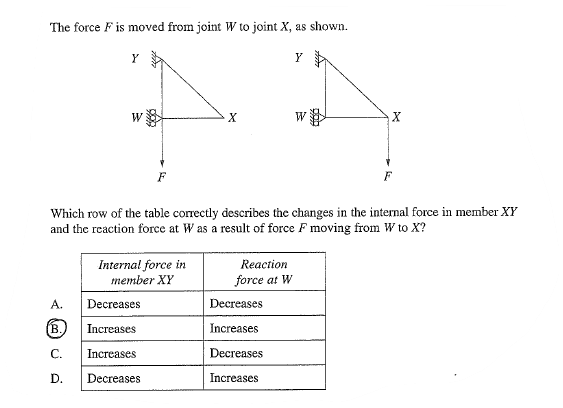 The force F is moved from joint W to joint X, as shown.
Y Y
W X W X
F F
Which row of the table correctly describes the changes in the internal force in member XY
and the reaction force at W as a result of force F moving from W to X?
Internal force in member XY Reaction force at W
A. Decreases Decreases
B. Increases Increases
C. Increases Decreases
D. Decreases Increases